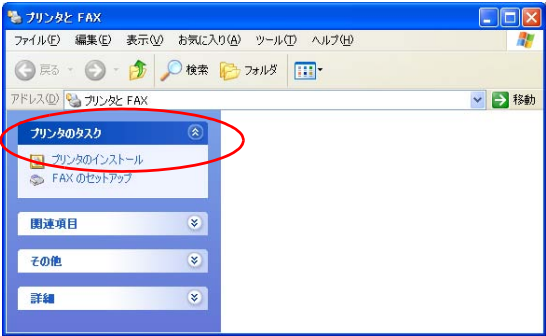 プリンタと FAX
ファイル(F) 編集(E) 表示(V) お気に入り(A) ツール(T) ヘルプ(H)
戻る 検索 フォルダ
アドレス(D) プリンタと FAX 移動
プリンタのタスク
プリンタのインストール
FAX のセットアップ
関連項目
その他
詳細